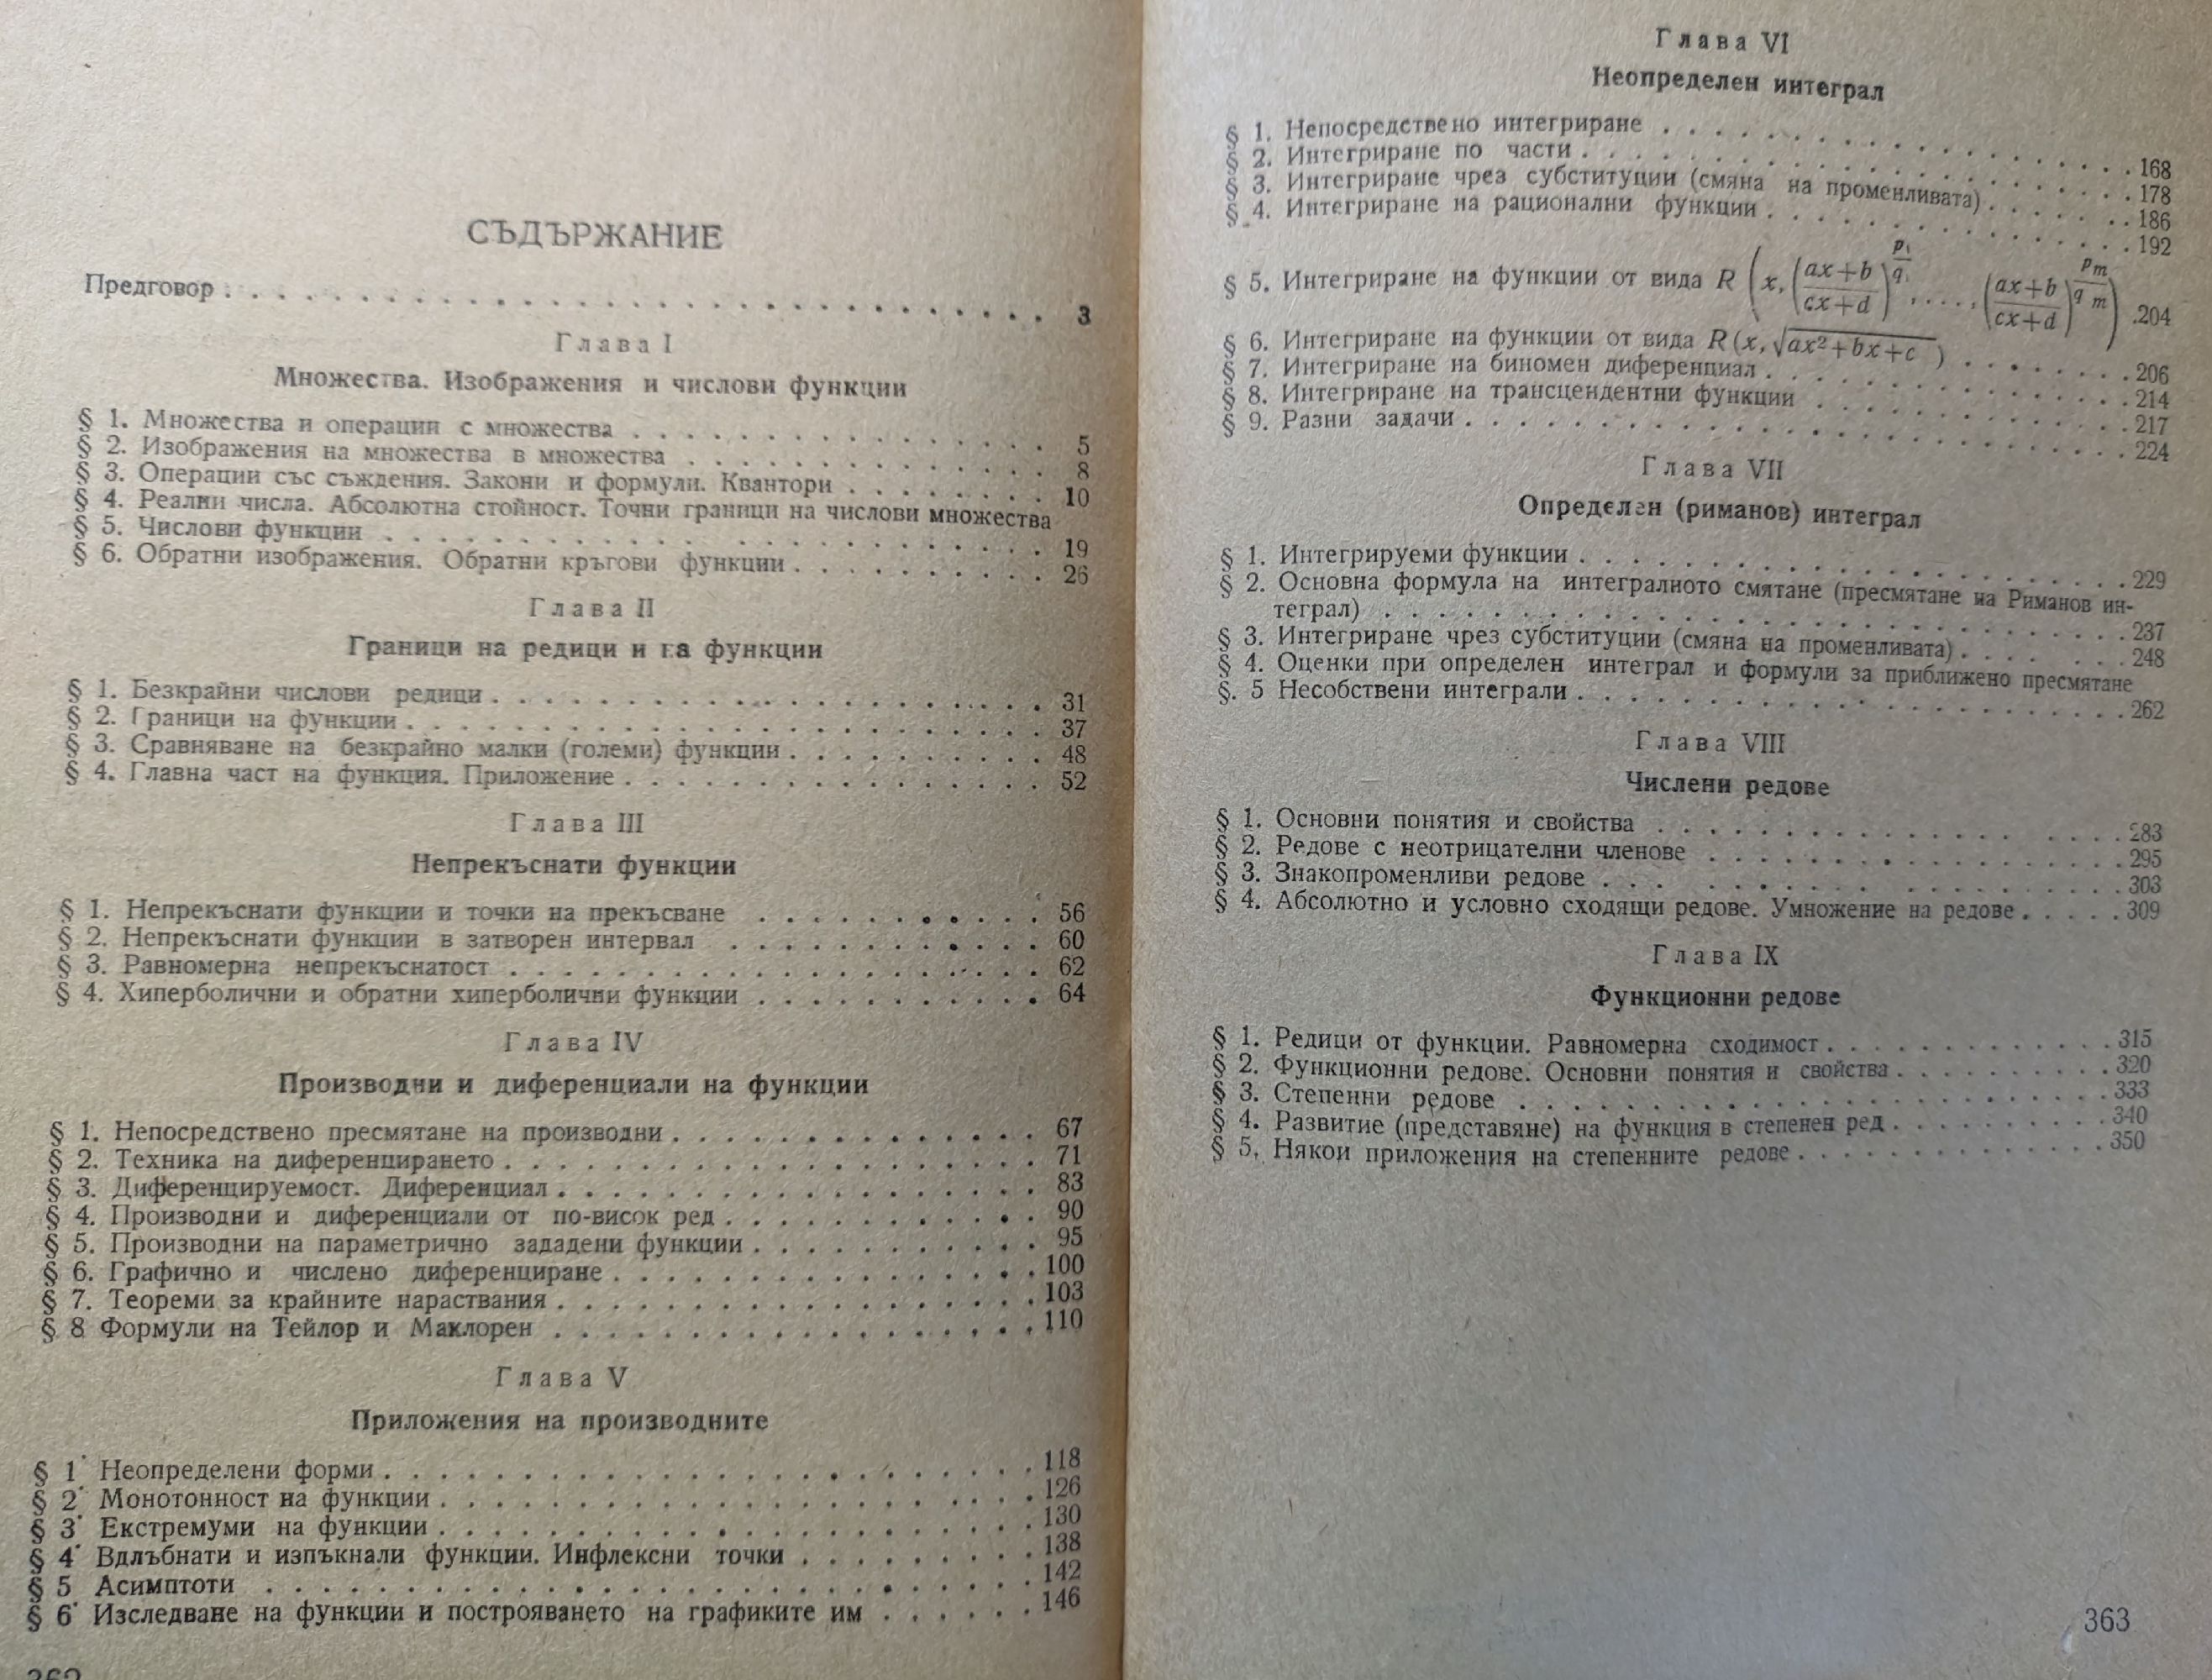 СЪДЪРЖАНИЕ
Предговор . . . . . . . . . . . . . . . . . . . . 3
Глава I
Множества. Изображения и числови функции
§ 1. Множества и операции с множества . . . . . . . . . . 5
§ 2. Изображения на множества в множества . . . . . . . . . . 8
§ 3. Операции със съждения. Закони и формули. Квантори . . . . . . . . 10
§ 4. Реални числа. Абсолютна стойност. Точни граници на числови множества
§ 5. Числови функции . . . . . . . . . . 19
§ 6. Обратни изображения. Обратни кръгови функции . . . . . . . . . . 26
Глава II
Граници на редици и га функции
§ 1. Безкрайни числови редици . . . . . . . . . . 31
§ 2. Граници на функции . . . . . . . . . . 37
§ 3. Сравняване на безкрайно малки (големи) функции . . . . . . . . . . 48
§ 4. Главна част на функция. Приложение . . . . . . . . . . 52
Глава III
Непрекъснати функции
§ 1. Непрекъснати функции и точки на прекъсване . . . . . . . . . . 56
§ 2. Непрекъснати функции в затворен интервал . . . . . . . . . . 60
§ 3. Равномерна непрекъснатост . . . . . . . . . . 62
§ 4. Хиперболични и обратни хиперболични функции . . . . . . . . . . 64
Глава IV
Производни и диференциали на функции
§ 1. Непосредствено пресмятане на производни . . . . . . . . . . 67
§ 2. Техника на диференцирането . . . . . . . . . . 71
§ 3. Диференцируемост. Диференциал . . . . . . . . . . 83
§ 4. Производни и диференциали от по-висок ред . . . . . . . . . . 90
§ 5. Производни на параметрично зададени функции . . . . . . . . . . 95
§ 6. Графично и числено диференциране . . . . . . . . . . 100
§ 7. Теореми за крайните нараствания . . . . . . . . . . 103
§ 8 Формули на Тейлор и Маклорен . . . . . . . . . . 110
Глава V
Приложения на производните
§ 1. Неопределени форми . . . . . . . . . . 118
§ 2. Монотонност на функции . . . . . . . . . . 126
§ 3. Екстремуми на функции . . . . . . . . . . 130
§ 4. Вдлъбнати и изпъкнали функции. Инфлексни точки . . . . . . . . . . 138
§ 5 Асимптоти . . . . . . . . . . 142
§ 6. Изследване на функции и построяването на графиките им . . . . . . 146
362
Глава VI
Неопределен интеграл
§ 1. Непосредствено интегриране . . . . . . . . . . 168
§ 2. Интегриране по части . . . . . . . . . . 178
§ 3. Интегриране чрез субституции (смяна на променливата) . . . . . . 186
§ 4. Интегриране на рационални функции . . . . . . . . . . 192
§ 5. Интегриране на функции от вида R (x, ((ax+b)/(cx+d))^(p₁/q₁), . . . ., ((ax+b)/(cx+d))^(pm/qm)) .204
§ 6. Интегриране на функции от вида R (x, √(ax²+bx+c)) . . . . . . 206
§ 7. Интегриране на биномен диференциал . . . . . . . . . . 214
§ 8. Интегриране на трансцендентни функции . . . . . . . . . . 217
§ 9. Разни задачи . . . . . . . . . . 224
Глава VII
Определен (риманов) интеграл
§ 1. Интегрируеми функции . . . . . . . . . . 229
§ 2. Основна формула на интегралното смятане (пресмятане на Риманов ин-
теграл) . . . . . . . . . . 237
§ 3. Интегриране чрез субституции (смяна на променливата) . . . . . 248
§ 4. Оценки при определен интеграл и формули за приближено пресмятане
§. 5 Несобствени интеграли . . . . . . . . . . 262
Глава VIII
Числени редове
§ 1. Основни понятия и свойства . . . . . . . . . . 283
§ 2. Редове с неотрицателни членове . . . . . . . . . . 295
§ 3. Знакопроменливи редове . . . . . . . . . . 303
§ 4. Абсолютно и условно сходящи редове. Умножение на редове . . . . . 309
Глава IX
Функционни редове
§ 1. Редици от функции. Равномерна сходимост . . . . . . . . . . 315
§ 2. Функционни редове. Основни понятия и свойства . . . . . . . . . 320
§ 3. Степенни редове . . . . . . . . . . 333
§ 4. Развитие (представяне) на функция в степенен ред . . . . . . . . . 340
§ 5. Някои приложения на степенните редове . . . . . . . . . . 350
363